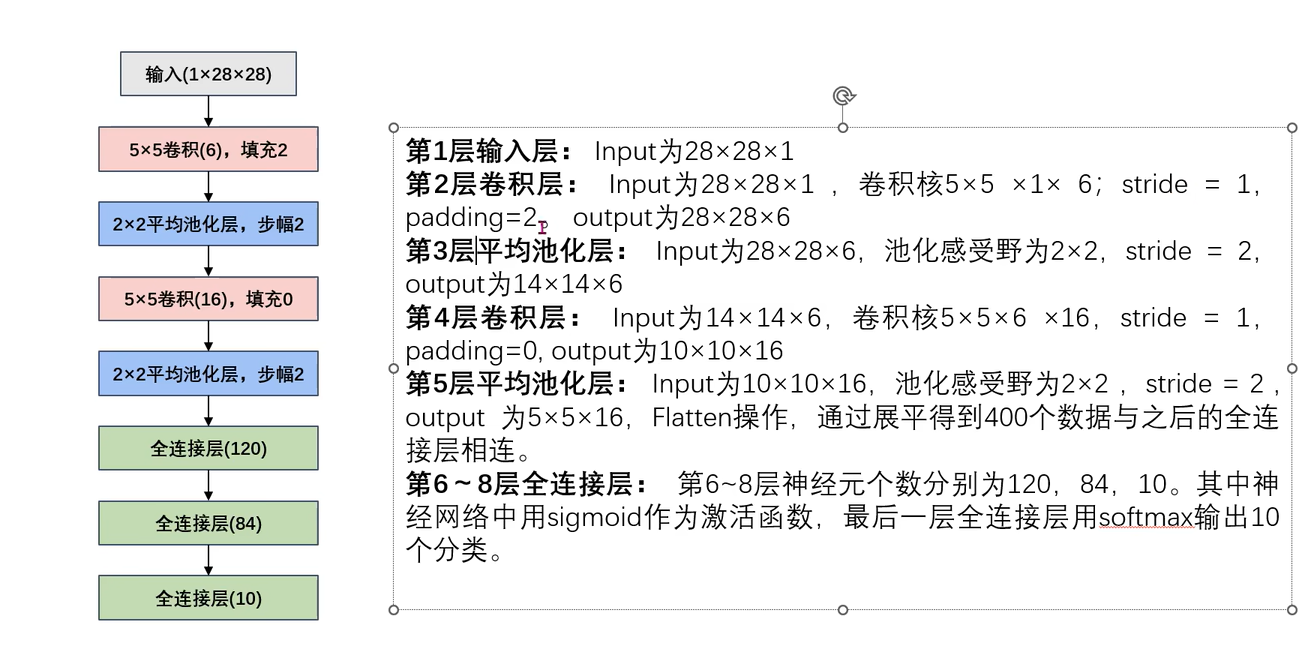 输入(1×28×28)
5×5卷积(6)，填充2
2×2平均池化层，步幅2
5×5卷积(16)，填充0
2×2平均池化层，步幅2
全连接层(120)
全连接层(84)
全连接层(10)
第1层输入层： Input为28×28×1
第2层卷积层： Input为28×28×1 ，卷积核5×5 ×1× 6；stride = 1，
padding=2。 output为28×28×6
第3层平均池化层： Input为28×28×6，池化感受野为2×2，stride = 2，
output为14×14×6
第4层卷积层： Input为14×14×6，卷积核5×5×6 ×16，stride = 1，
padding=0, output为10×10×16
第5层平均池化层： Input为10×10×16，池化感受野为2×2 ，stride = 2，
output 为5×5×16，Flatten操作，通过展平得到400个数据与之后的全连
接层相连。
第6～8层全连接层： 第6~8层神经元个数分别为120，84，10。其中神
经网络中用sigmoid作为激活函数，最后一层全连接层用softmax输出10
个分类。